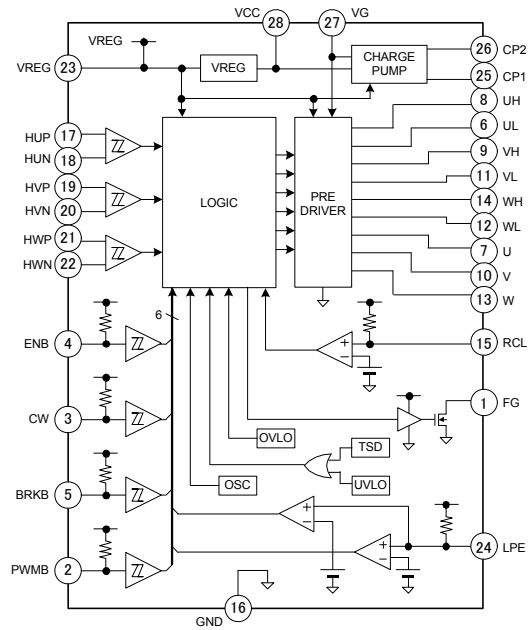 VCC
VG
28
27
VREG
VREG
23
VREG
CHARGE
PUMP
26
CP2
25
CP1
8
UH
6
UL
9
VH
11
VL
14
WH
12
WL
7
U
10
V
13
W
HUP
17
HUN
18
HVP
19
HVN
20
HWP
21
HWN
22
LOGIC
PRE
DRIVER
6
ENB
4
15
RCL
CW
3
1
FG
OVLO
TSD
BRKB
5
OSC
UVLO
PWMB
2
24
LPE
GND
16